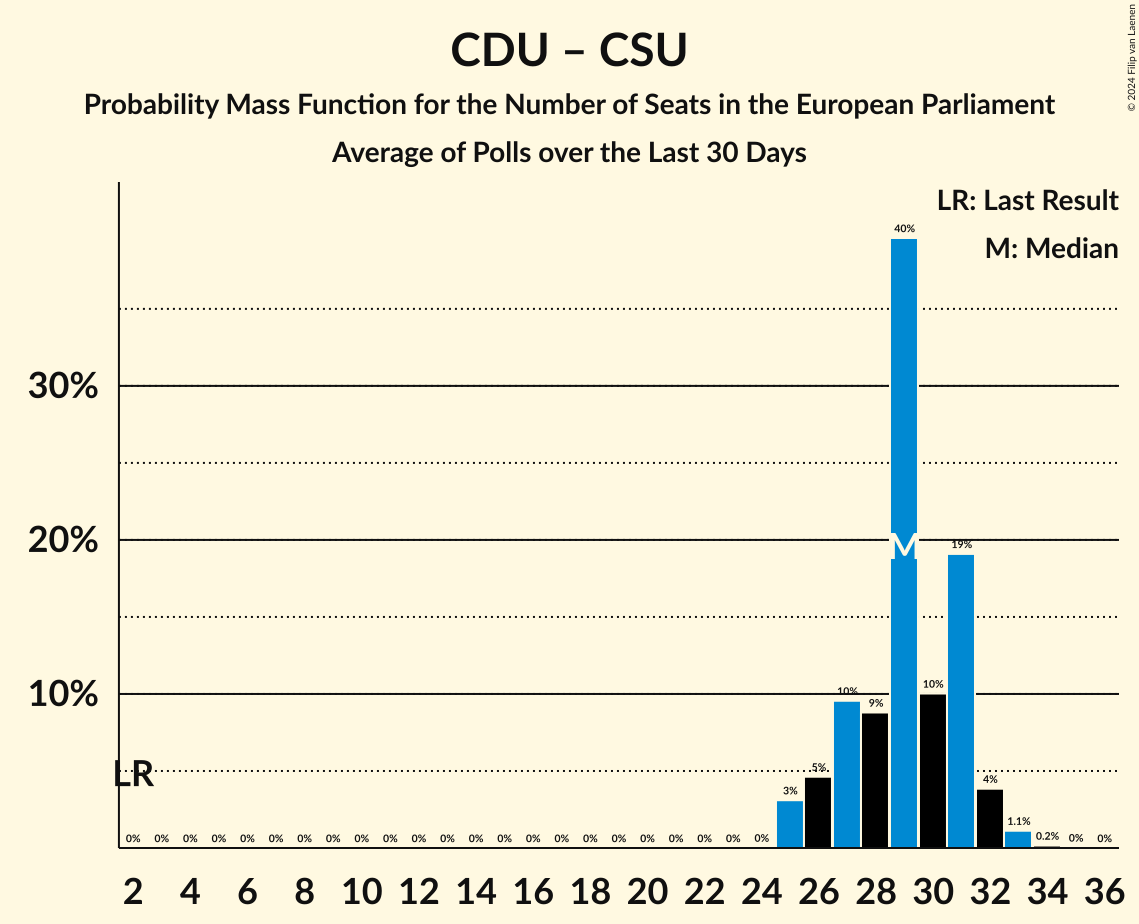 © 2024 Filip van Laenen
CDU – CSU
Probability Mass Function for the Number of Seats in the European Parliament
Average of Polls over the Last 30 Days
LR: Last Result
M: Median
40%
30%
20%
M
19%
10%
10%
9%
10%
LR
5%
3%
4%
1.1%
0.2%
0% 0% 0% 0% 0% 0% 0% 0% 0% 0% 0% 0% 0% 0% 0% 0% 0% 0% 0% 0% 0% 0% 0% 0% 0%
2 4 6 8 10 12 14 16 18 20 22 24 26 28 30 32 34 36